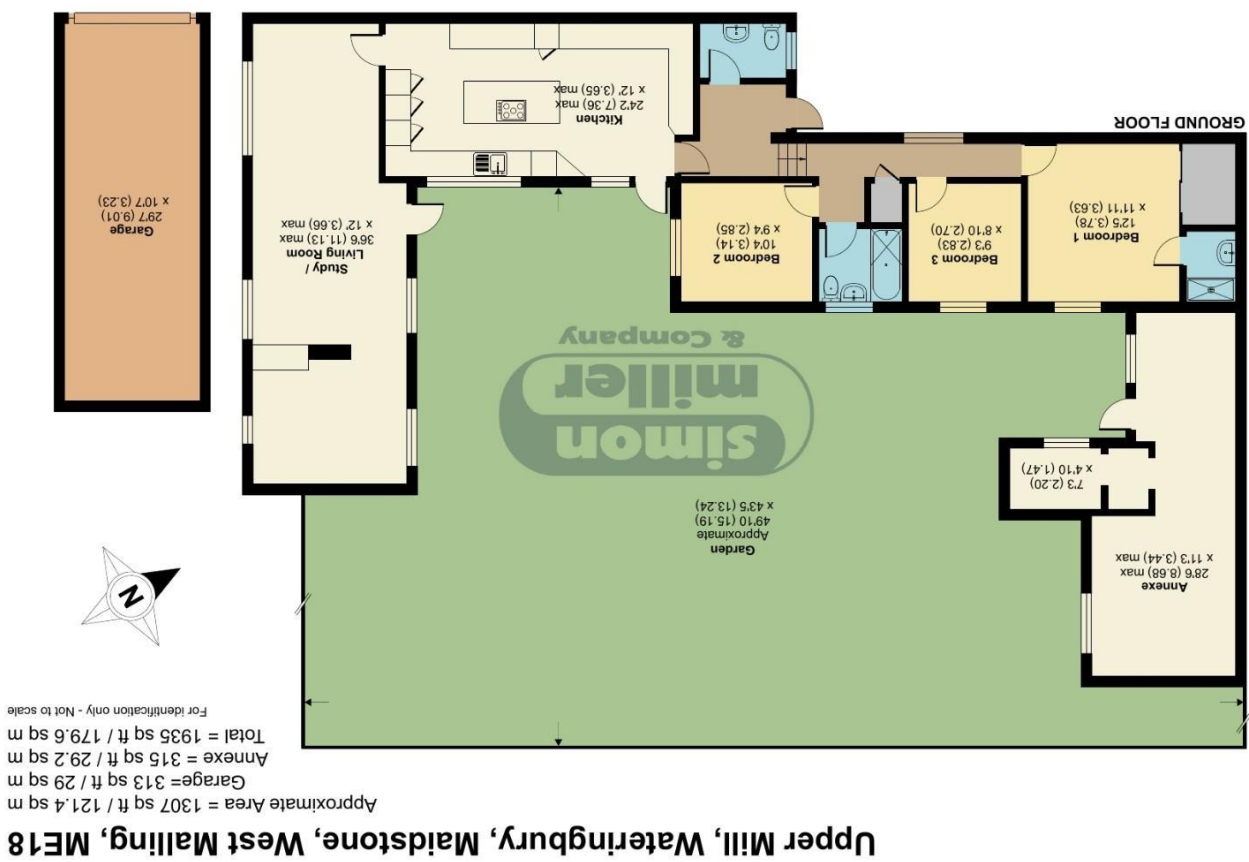 Upper Mill, Wateringbury, Maidstone, West Malling, ME18
Approximate Area = 1307 sq ft / 121.4 sq m
Garage= 313 sq ft / 29 sq m
Annexe = 315 sq ft / 29.2 sq m
Total = 1935 sq ft / 179.6 sq m
For identification only - Not to scale
N
Annexe
28'6 (8.68) max
x 11'3 (3.44) max
7'3 (2.20)
x 4'10 (1.47)
Garden
Approximate
49'10 (15.19)
x 43'5 (13.24)
simon
miller
& Company
Bedroom 1
12'5 (3.78)
x 11'11 (3.63)
Bedroom 3
9'3 (2.83)
x 8'10 (2.70)
Bedroom 2
10'4 (3.14)
x 9'4 (2.85)
Study /
Living Room
36'6 (11.13) max
x 12' (3.66) max
Garage
29'7 (9.01)
x 10'7 (3.23)
Kitchen
24'2 (7.36) max
x 12' (3.65) max
GROUND FLOOR